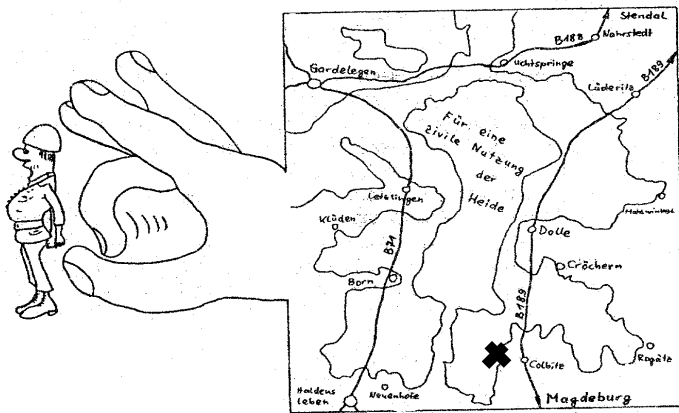 Stendal
B188
Nahrstedt
Uchtspringe
B189
Gardelegen
Lüderitz
Für eine
zivile Nutzung
der
Heide
Letzlingen
Klüden
B71
Dolle
Cröchern
Born
B189
Colbitz
Rogätz
Haldens
leben
Neuenhofe
Magdeburg